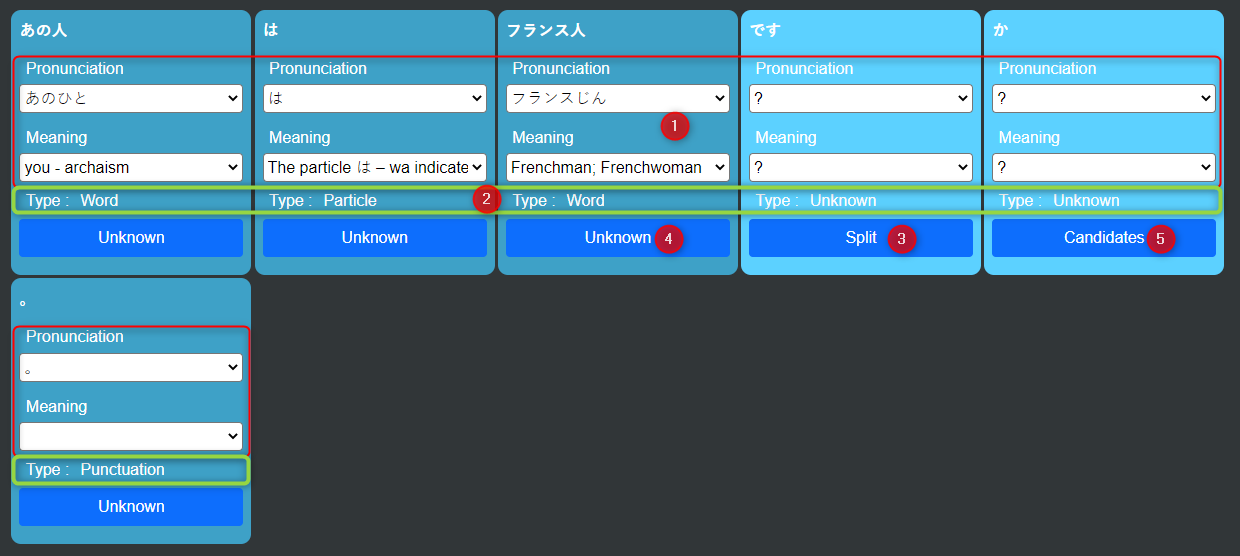 あの人 は フランス人 です か
Pronunciation Pronunciation Pronunciation Pronunciation Pronunciation
あのひと は フランスじん ? ?
1
Meaning Meaning Meaning Meaning Meaning
you - archaism The particle は – wa indicate Frenchman; Frenchwoman ? ?
Type : Word Type : Particle 2 Type : Word Type : Unknown Type : Unknown
Unknown Unknown Unknown 4 Split 3 Candidates 5
。
Pronunciation
。
Meaning
Type : Punctuation
Unknown